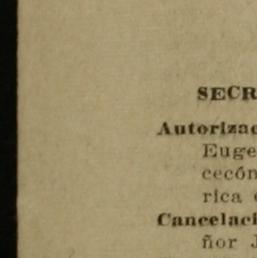 SECR
Autorizac
Euge
cecón
rica
Cancelaci
ñor J